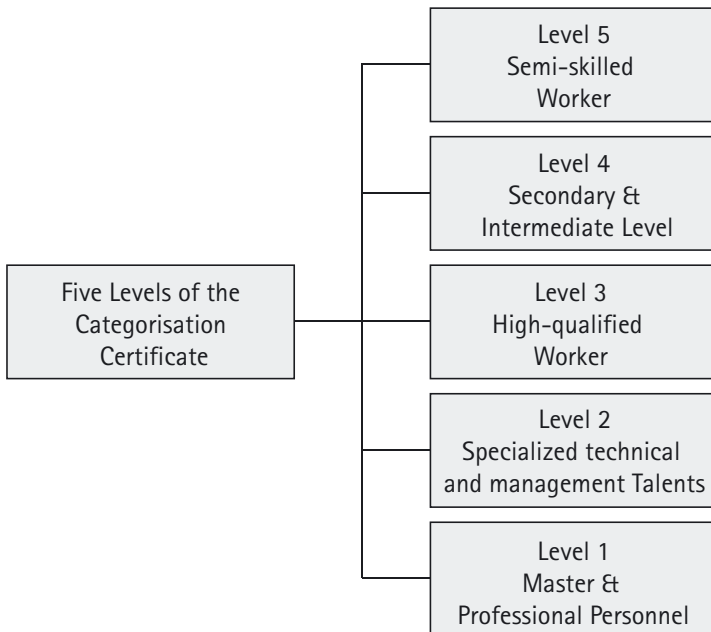 Level 5
Semi-skilled
Worker
Level 4
Secondary &
Intermediate Level
Five Levels of the
Categorisation
Certificate
Level 3
High-qualified
Worker
Level 2
Specialized technical
and management Talents
Level 1
Master &
Professional Personnel